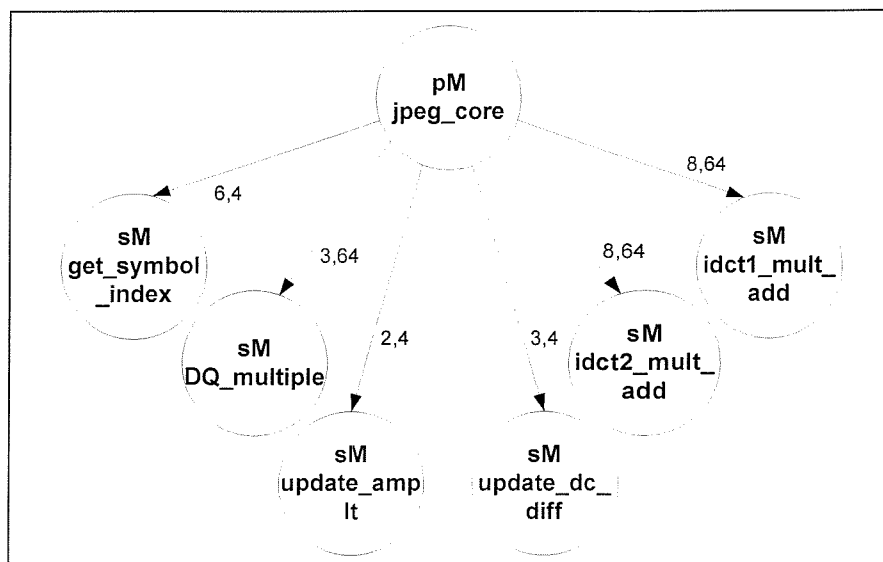 pM
jpeg_core
6,4
8,64
sM
get_symbol
_index
3,64
8,64
sM
idct1_mult_
add
sM
DQ_multiple
2,4
3,4
sM
idct2_mult_
add
sM
update_amp
lt
sM
update_dc_
diff